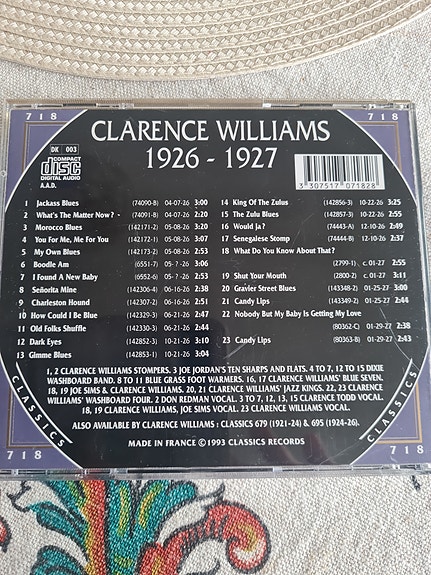 718
718
CLARENCE WILLIAMS
1926 - 1927
DK 003
COMPACT
disc
DIGITAL AUDIO
A.A.D.
3 307517 071828
1 Jackass Blues (74090-B) 04-07-26 3:00
2 What's The Matter Now? - (74091-B) 04-07-26 2:20
3 Morocco Blues (142171-2) 05-08-26 3:20
4 You For Me, Me For You (142172-1) 05-08-26 3:07
5 My Own Blues (142173-2) 05-08-26 2:53
6 Boodle Am (6551-7) 05-? -26 3:06
7 I Found A New Baby (6552-6) 05-? -26 2:53
8 Señorita Mine (142306-4) 06-16-26 2:38
9 Charleston Hound (142307-2) 06-16-26 2:51
10 How Could I Be Blue (142329-3) 06-21-26 2:47
11 Old Folks Shuffle (142330-3) 06-21-26 2:44
12 Dark Eyes (142852-1) 10-21-26 3:10
13 Gimme Blues (142853-1) 10-21-26 3:04
14 King Of The Zulus (142856-3) 10-22-26 3:25
15 The Zulu Blues (142857-3) 10-22-26 2:55
16 Would Ja? (74443-A) 12-10-26 2:49
17 Senegalese Stomp (74444-B) 12-10-26 2:37
18 What Do You Know About That?
(2799-1) c. 01-27 2:55
19 Shut Your Mouth (2800-2) c. 01-27 3:11
20 Gravier Street Blues (143348-2) 01-25-27 3:00
21 Candy Lips (143349-2) 01-25-27 2:44
22 Nobody But My Baby Is Getting My Love
(80362-C) 01-29-27 2:38
23 Candy Lips (80363-B) 01-29-27 2:43
1, 2 CLARENCE WILLIAMS STOMPERS. 3 JOE JORDAN'S TEN SHARPS AND FLATS. 4 TO 7, 12 TO 15 DIXIE
WASHBOARD BAND. 8 TO 11 BLUE GRASS FOOT WARMERS. 16, 17 CLARENCE WILLIAMS' BLUE SEVEN.
18, 19 JOE SIMS & CLARENCE WILLIAMS. 20, 21 CLARENCE WILLIAMS' JAZZ KINGS. 22, 23 CLARENCE
WILLIAMS' WASHBOARD FOUR. 2 DON REDMAN VOCAL. 3 TO 7, 12, 13, 15 CLARENCE TODD VOCAL.
18, 19 CLARENCE WILLIAMS, JOE SIMS VOCAL. 23 CLARENCE WILLIAMS VOCAL.
ALSO AVAILABLE BY CLARENCE WILLIAMS : CLASSICS 679 (1921-24) & 695 (1924-26).
MADE IN FRANCE © 1993 CLASSICS RECORDS
CLASSICS
CLASSICS
718
718